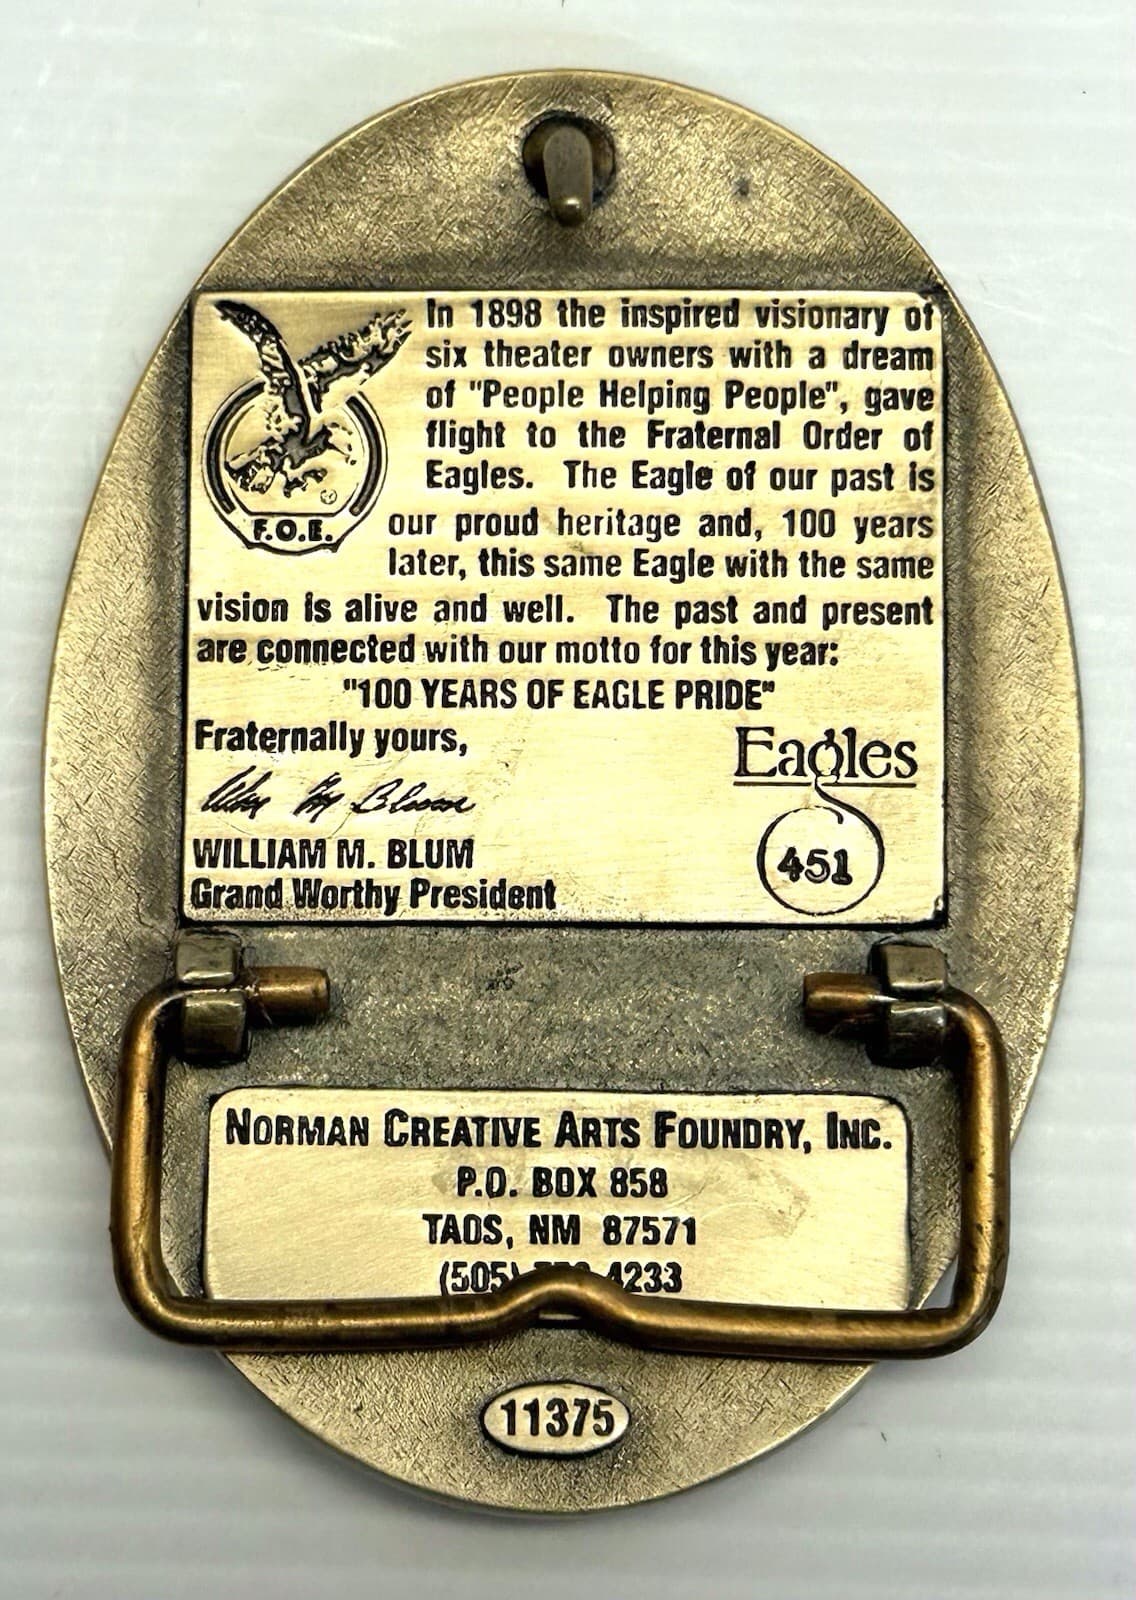 In 1898 the inspired visionary of
six theater owners with a dream
of "People Helping People", gave
flight to the Fraternal Order of
Eagles. The Eagle of our past is
our proud heritage and, 100 years
later, this same Eagle with the same
vision is alive and well. The past and present
are connected with our motto for this year:
"100 YEARS OF EAGLE PRIDE"
F.O.E.
Fraternally yours,
WILLIAM M. BLUM
Grand Worthy President
Eagles
451
NORMAN CREATIVE ARTS FOUNDRY, INC.
P.O. BOX 858
TAOS, NM 87571
(505) 4233
11375